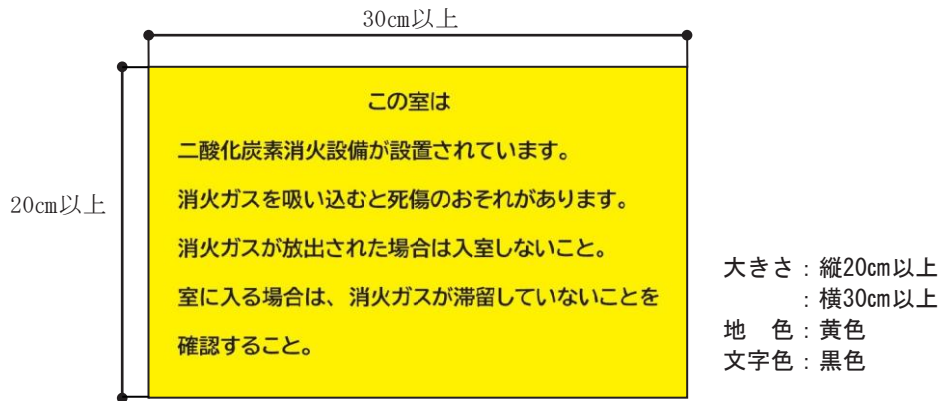 30cm以上
この室は
二酸化炭素消火設備が設置されています。
消火ガスを吸い込むと死傷のおそれがあります。
消火ガスが放出された場合は入室しないこと。
室に入る場合は、消火ガスが滞留していないことを
確認すること。
20cm以上
大きさ：縦20cm以上
：横30cm以上
地　色：黄色
文字色：黒色